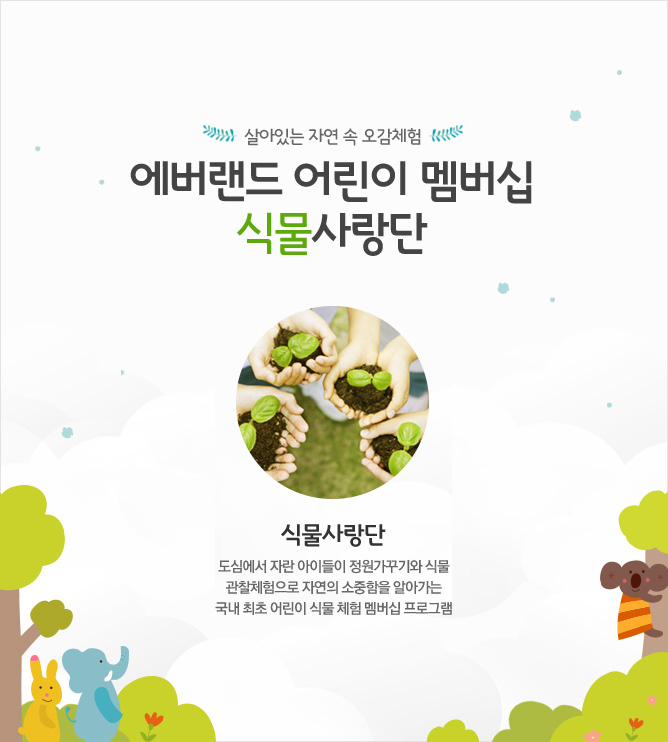 살아있는 자연 속 오감체험
에버랜드 어린이 멤버십
식물사랑단
식물사랑단
도심에서 자란 아이들이 정원가꾸기와 식물
관찰체험으로 자연의 소중함을 알아가는
국내 최초 어린이 식물 체험 멤버십 프로그램